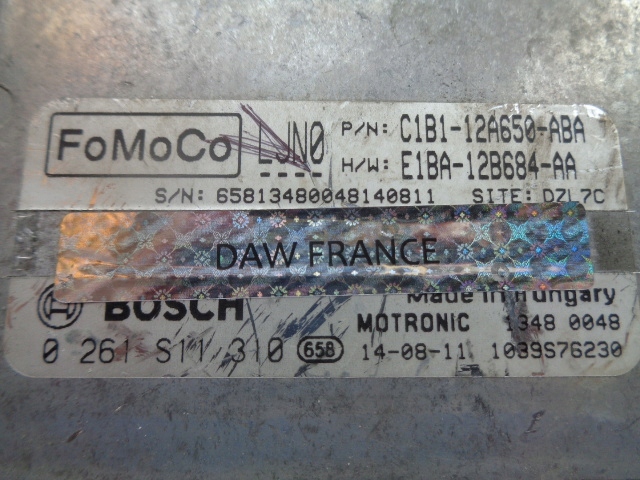 FoMoCo LJN0 P/N: C1B1-12A650-ABA
H/W: E1BA-12B684-AA
S/N: 65813480048140811 SITE: DZL7C
DAW FRANCE
BOSCH Made in Hungary
MOTRONIC 1348 0048
0 261 S11 310 658 14-08-11 1039S76230